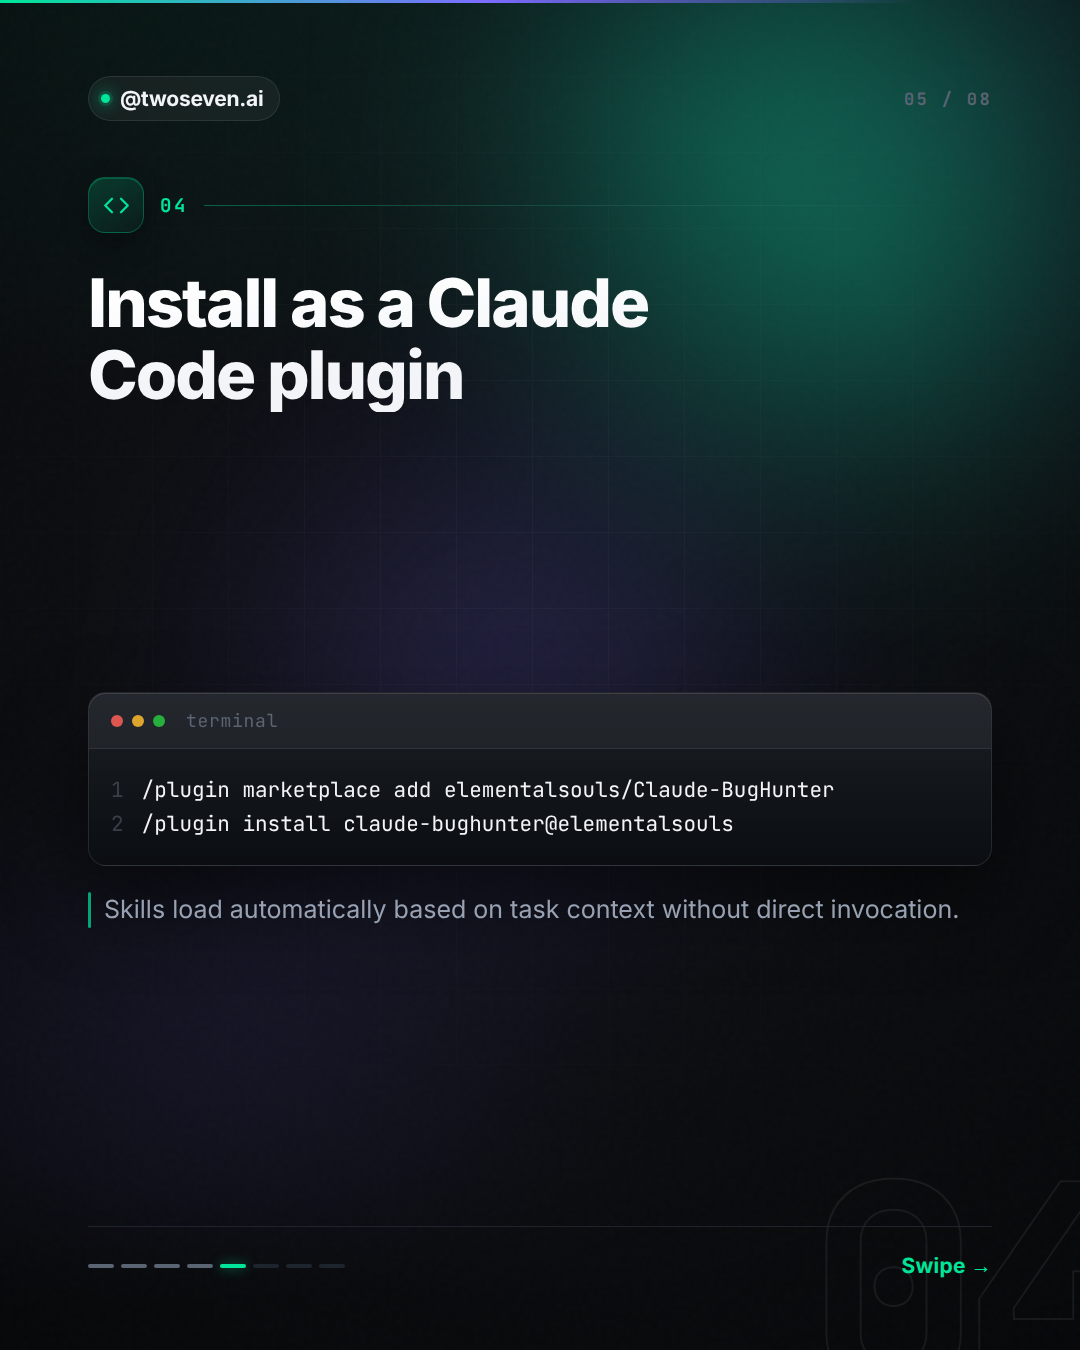 @twoseven.ai
05 / 08
04
Install as a Claude
Code plugin
terminal
1 /plugin marketplace add elementalsouls/Claude-BugHunter
2 /plugin install claude-bughunter@elementalsouls
Skills load automatically based on task context without direct invocation.
Swipe →
04